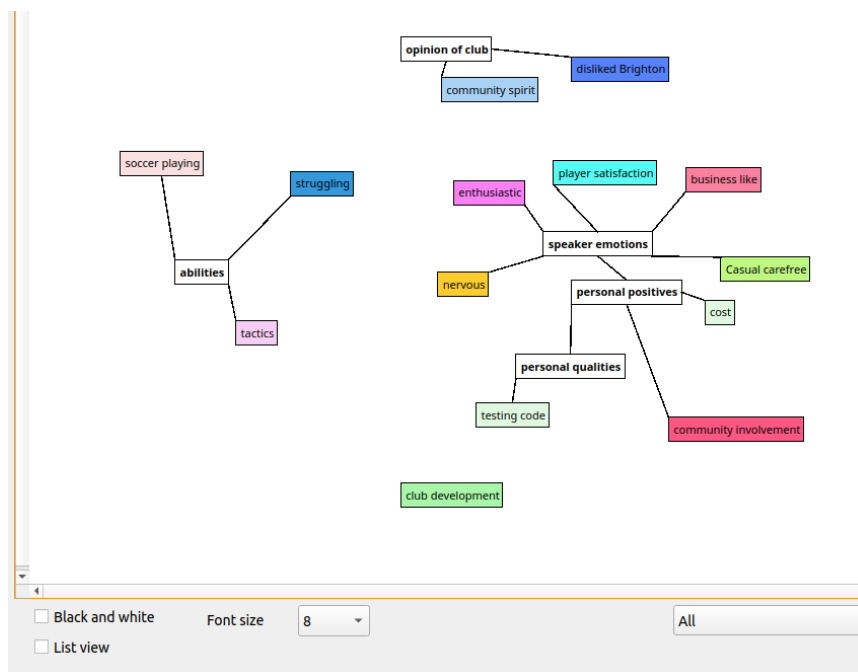 opinion of club
disliked Brighton
community spirit
soccer playing
struggling
player satisfaction
business like
enthusiastic
speaker emotions
abilities
Casual carefree
nervous
personal positives
cost
tactics
personal qualities
testing code
community involvement
club development
Black and white
Font size
8
All
List view